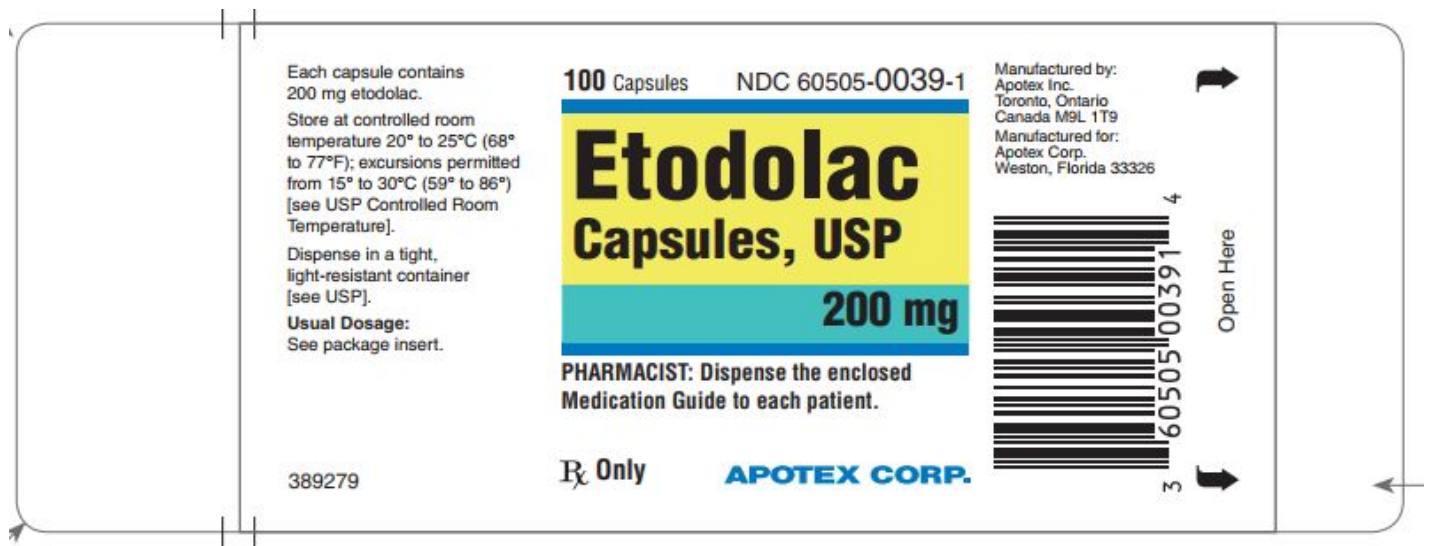 Each capsule contains
200 mg etodolac.
Store at controlled room
temperature 20° to 25°C (68°
to 77°F); excursions permitted
from 15° to 30°C (59° to 86°)
[see USP Controlled Room
Temperature].
Dispense in a tight,
light-resistant container
[see USP].
Usual Dosage:
See package insert.
389279
100 Capsules NDC 60505-0039-1
Etodolac
Capsules, USP
200 mg
PHARMACIST: Dispense the enclosed
Medication Guide to each patient.
℞ Only
APOTEX CORP.
Manufactured by:
Apotex Inc.
Toronto, Ontario
Canada M9L 1T9
Manufactured for:
Apotex Corp.
Weston, Florida 33326
3 60505 00391 4
Open Here